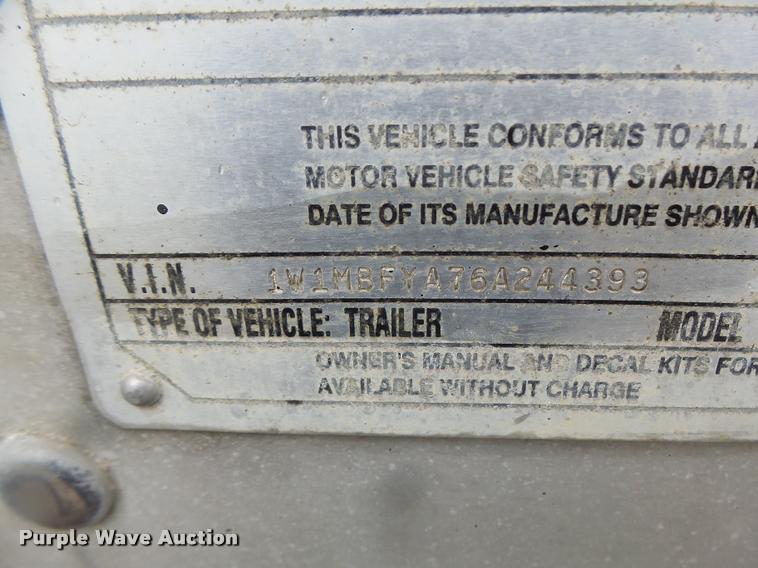 THIS VEHICLE CONFORMS TO ALL
MOTOR VEHICLE SAFETY STANDARD
DATE OF ITS MANUFACTURE SHOWN
V.I.N. 1W1MBFYA76A244393
TYPE OF VEHICLE: TRAILER MODEL
OWNER'S MANUAL AND DECAL KITS FOR
AVAILABLE WITHOUT CHARGE
Purple Wave Auction